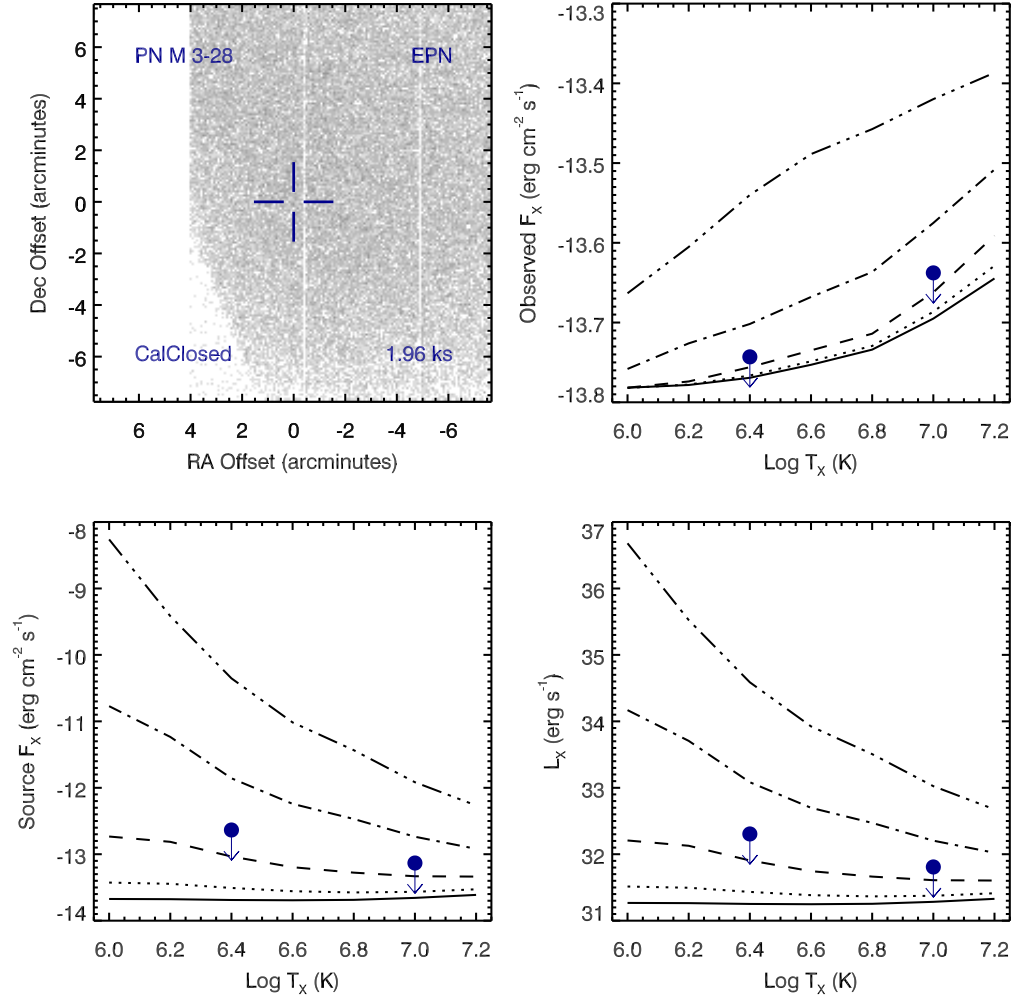 PN M 3-28 EPN
CalClosed 1.96 ks
6
4
2
0
-2
-4
-6
Dec Offset (arcminutes)
6 4 2 0 -2 -4 -6
RA Offset (arcminutes)
-13.3
-13.4
-13.5
-13.6
-13.7
-13.8
Observed F_X (erg cm^-2 s^-1)
6.0 6.2 6.4 6.6 6.8 7.0 7.2
Log T_X (K)
-8
-9
-10
-11
-12
-13
-14
Source F_X (erg cm^-2 s^-1)
6.0 6.2 6.4 6.6 6.8 7.0 7.2
Log T_X (K)
37
36
35
34
33
32
31
L_X (erg s^-1)
6.0 6.2 6.4 6.6 6.8 7.0 7.2
Log T_X (K)